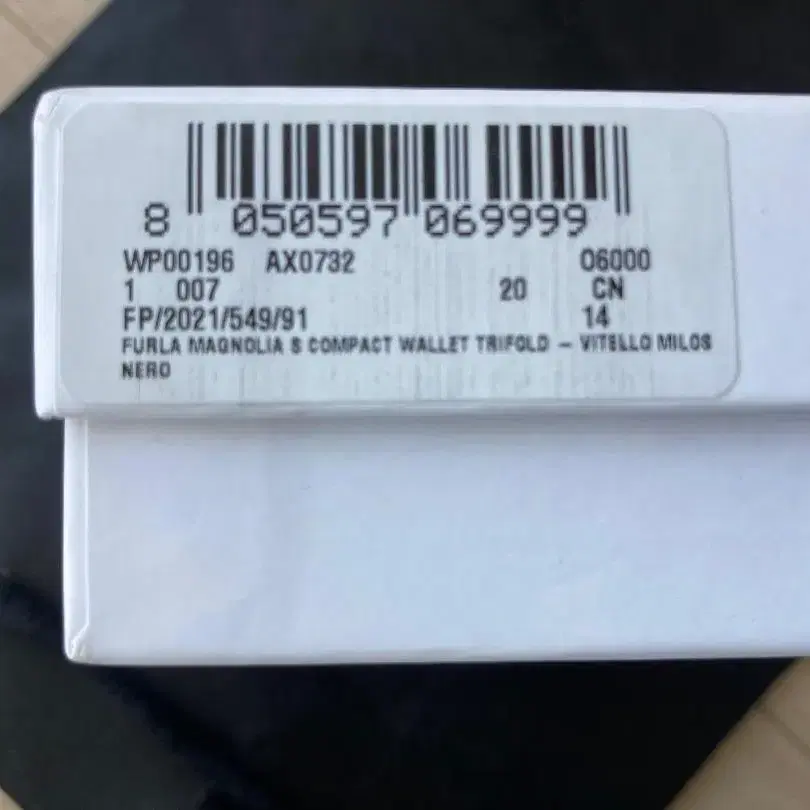 8 050597 069999
WP00196 AX0732 06000
1 007 20 CN
FP/2021/549/91 14
FURLA MAGNOLIA S COMPACT WALLET TRIFOLD – VITELLO MILOS
NERO